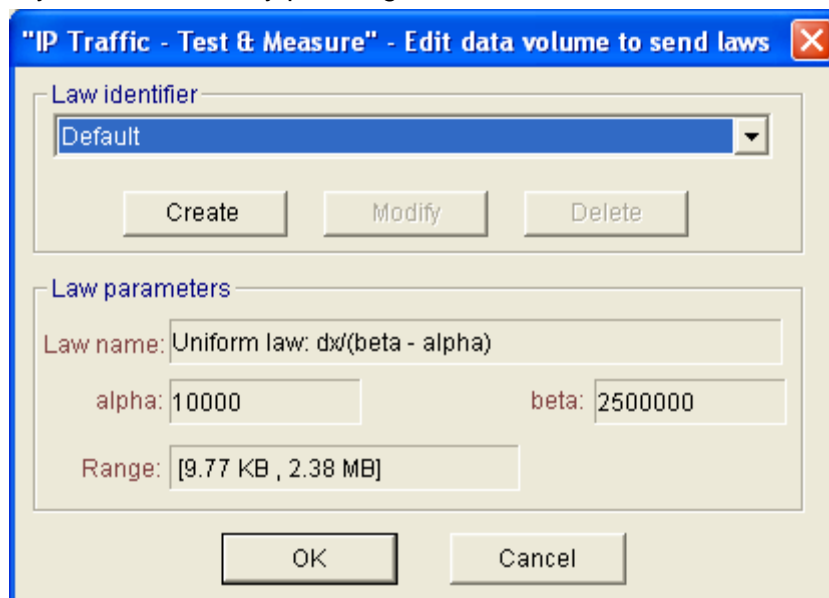 "IP Traffic - Test & Measure" - Edit data volume to send laws
Law identifier
Default
Create Modify Delete
Law parameters
Law name: Uniform law: dx/(beta - alpha)
alpha: 10000 beta: 2500000
Range: [9.77 KB , 2.38 MB]
OK Cancel